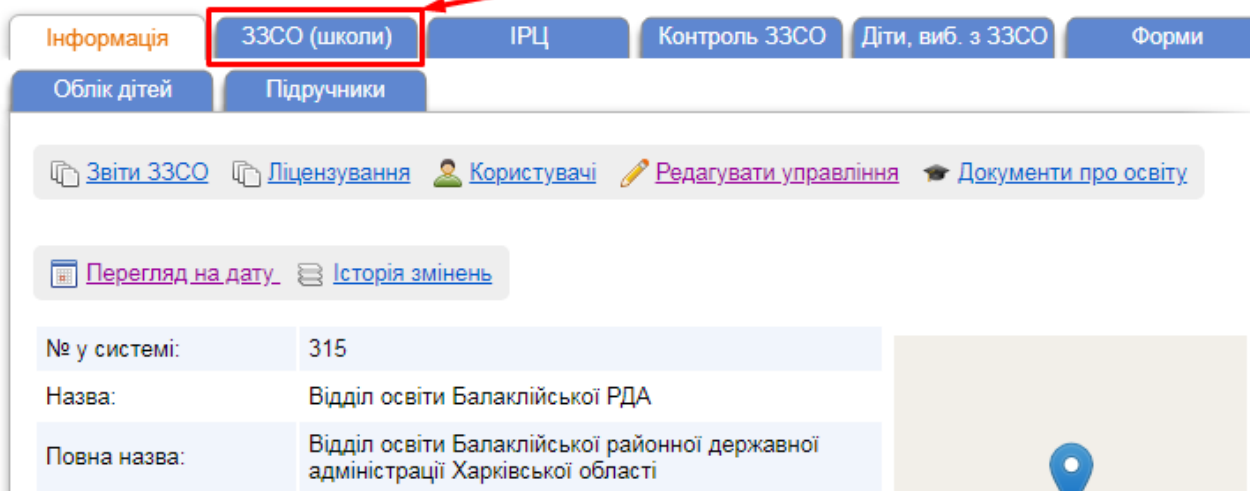 Інформація ЗЗСО (школи) ІРЦ Контроль ЗЗСО Діти, виб. з ЗЗСО Форми
Облік дітей Підручники
Звіти ЗЗСО Ліцензування Користувачі Редагувати управління Документи про освіту
Перегляд на дату Історія змінень
№ у системі: 315
Назва: Відділ освіти Балаклійської РДА
Повна назва: Відділ освіти Балаклійської районної державної
адміністрації Харківської області